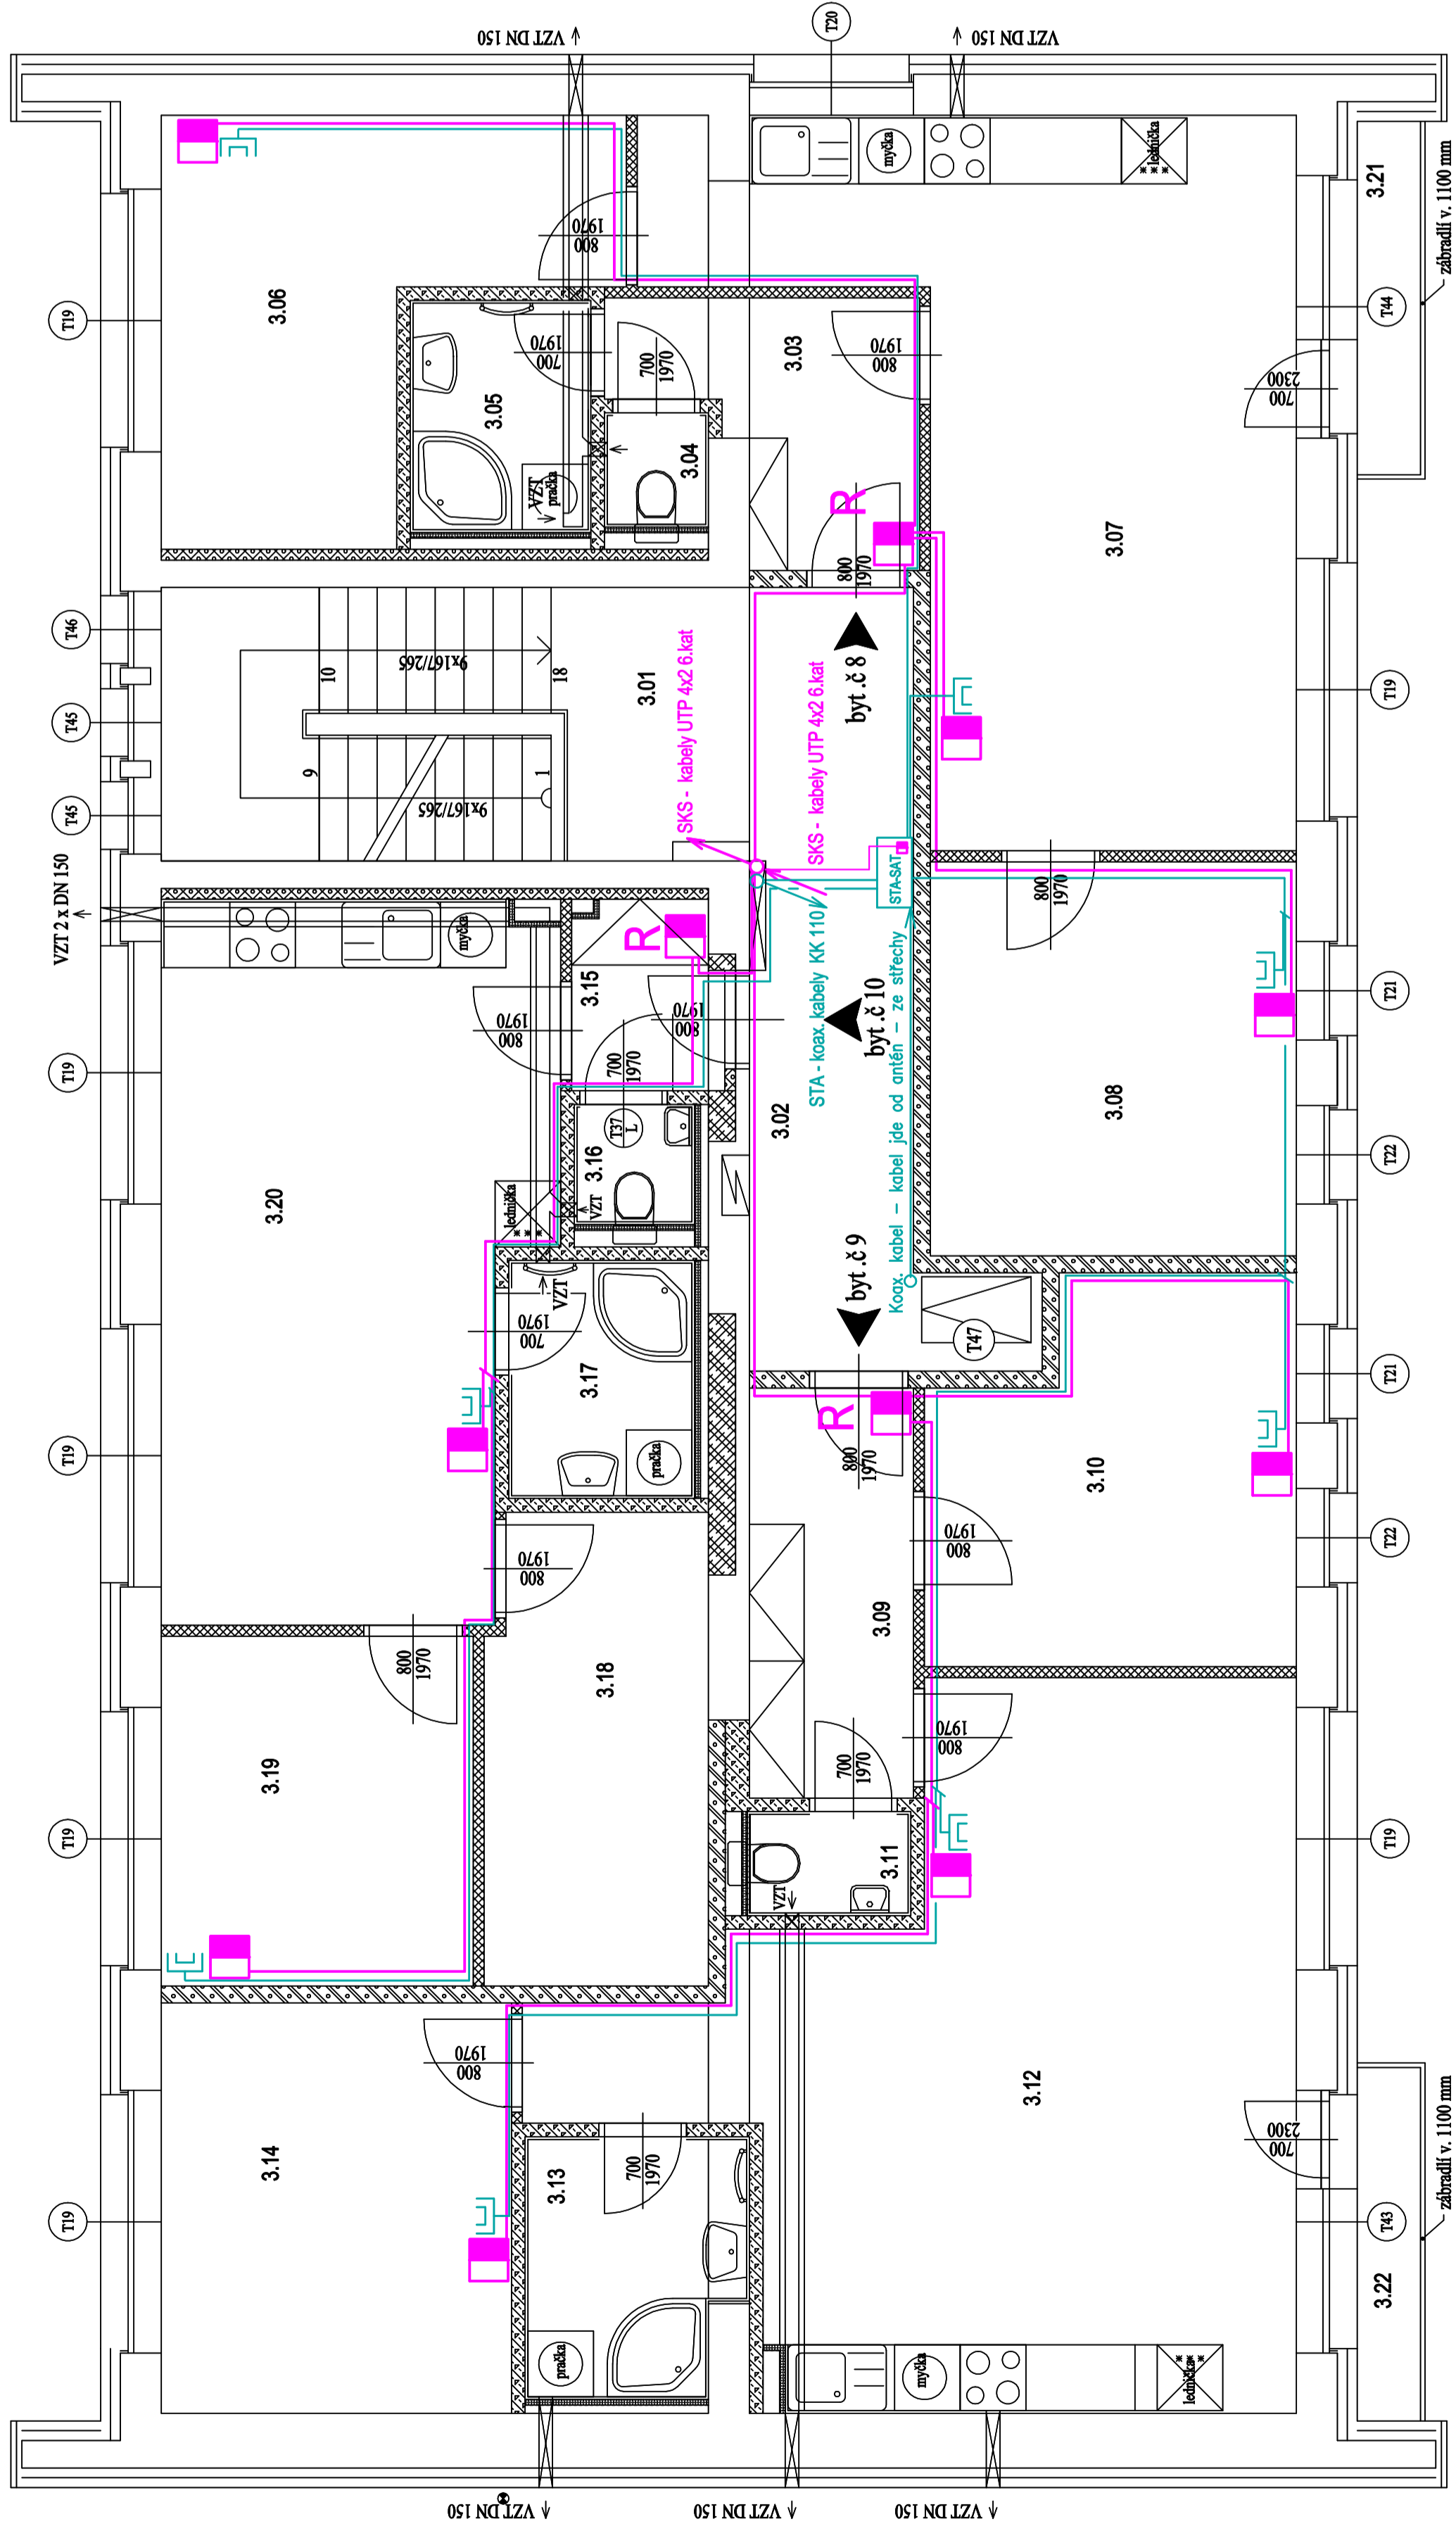 VZT DN 150
T20
VZT DN 150
T19
3.06
1970
800
myčka
lednička
3.21
zábradlí v. 1100 mm
T44
1970
700
700
1970
3.03
1970
800
2300
700
3.05
3.04
VZT
pračka
R
3.07
800
1970
T46
10
9x167/265
18
3.01
SKS - kabely UTP 4x2 6.kat
byt.č 8
T19
T45
9
1
9x167/265
T45
SKS - kabely UTP 4x2 6.kat
STA-SAT
VZT 2 x DN 150
800
1970
myčka
R
3.15
STA - koax. kabely KK 110
T21
T19
1970
800
1970
800
byt.č 10
700
1970
T37
L
3.16
3.02
3.08
T22
Koax. kabel – kabel jde od antén – ze střechy
3.20
lednička
VZT
VZT
byt.č 9
1970
700
T47
3.17
T21
R
T19
pračka
800
1970
3.10
1970
800
1970
800
T22
3.09
800
1970
3.18
1970
800
3.19
700
1970
T19
T19
3.11
VZT
1970
800
3.12
3.14
3.13
700
1970
2300
700
T19
T43
zábradlí v. 1100 mm
3.22
pračka
myčka
lednička
VZT DN 150
VZT DN 150
VZT DN 150